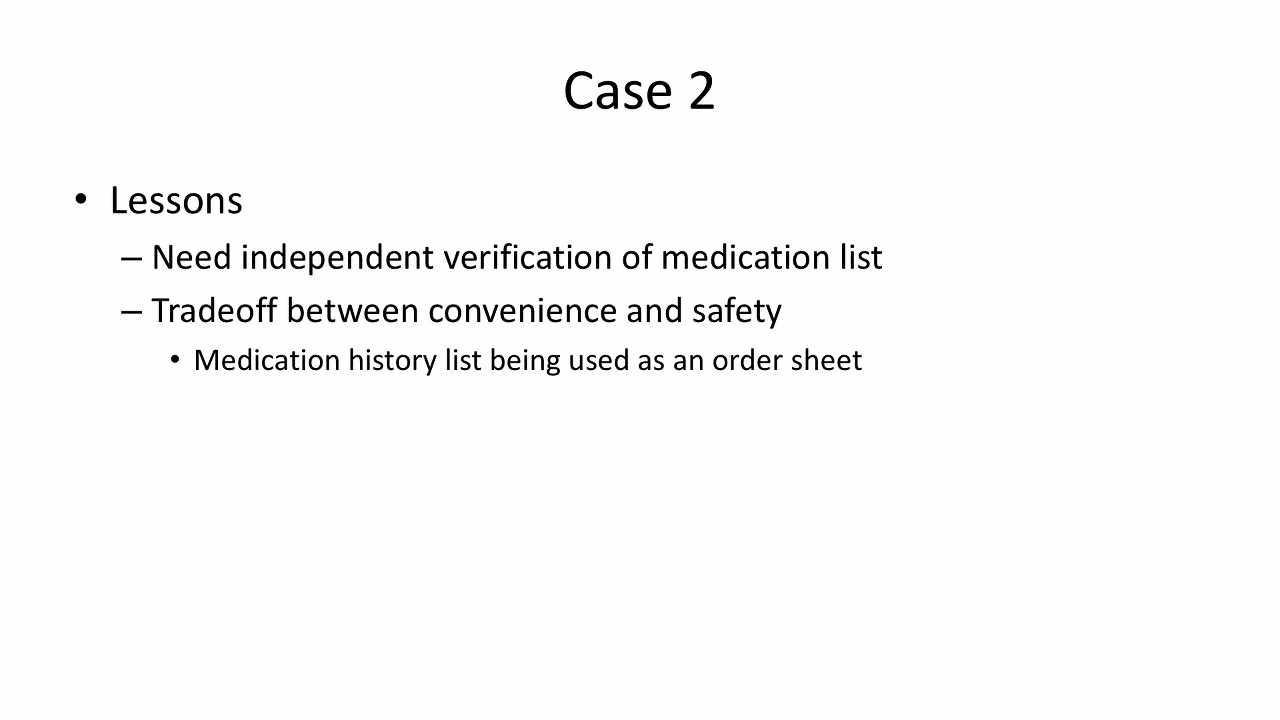 Case 2
• Lessons
– Need independent verification of medication list
– Tradeoff between convenience and safety
• Medication history list being used as an order sheet